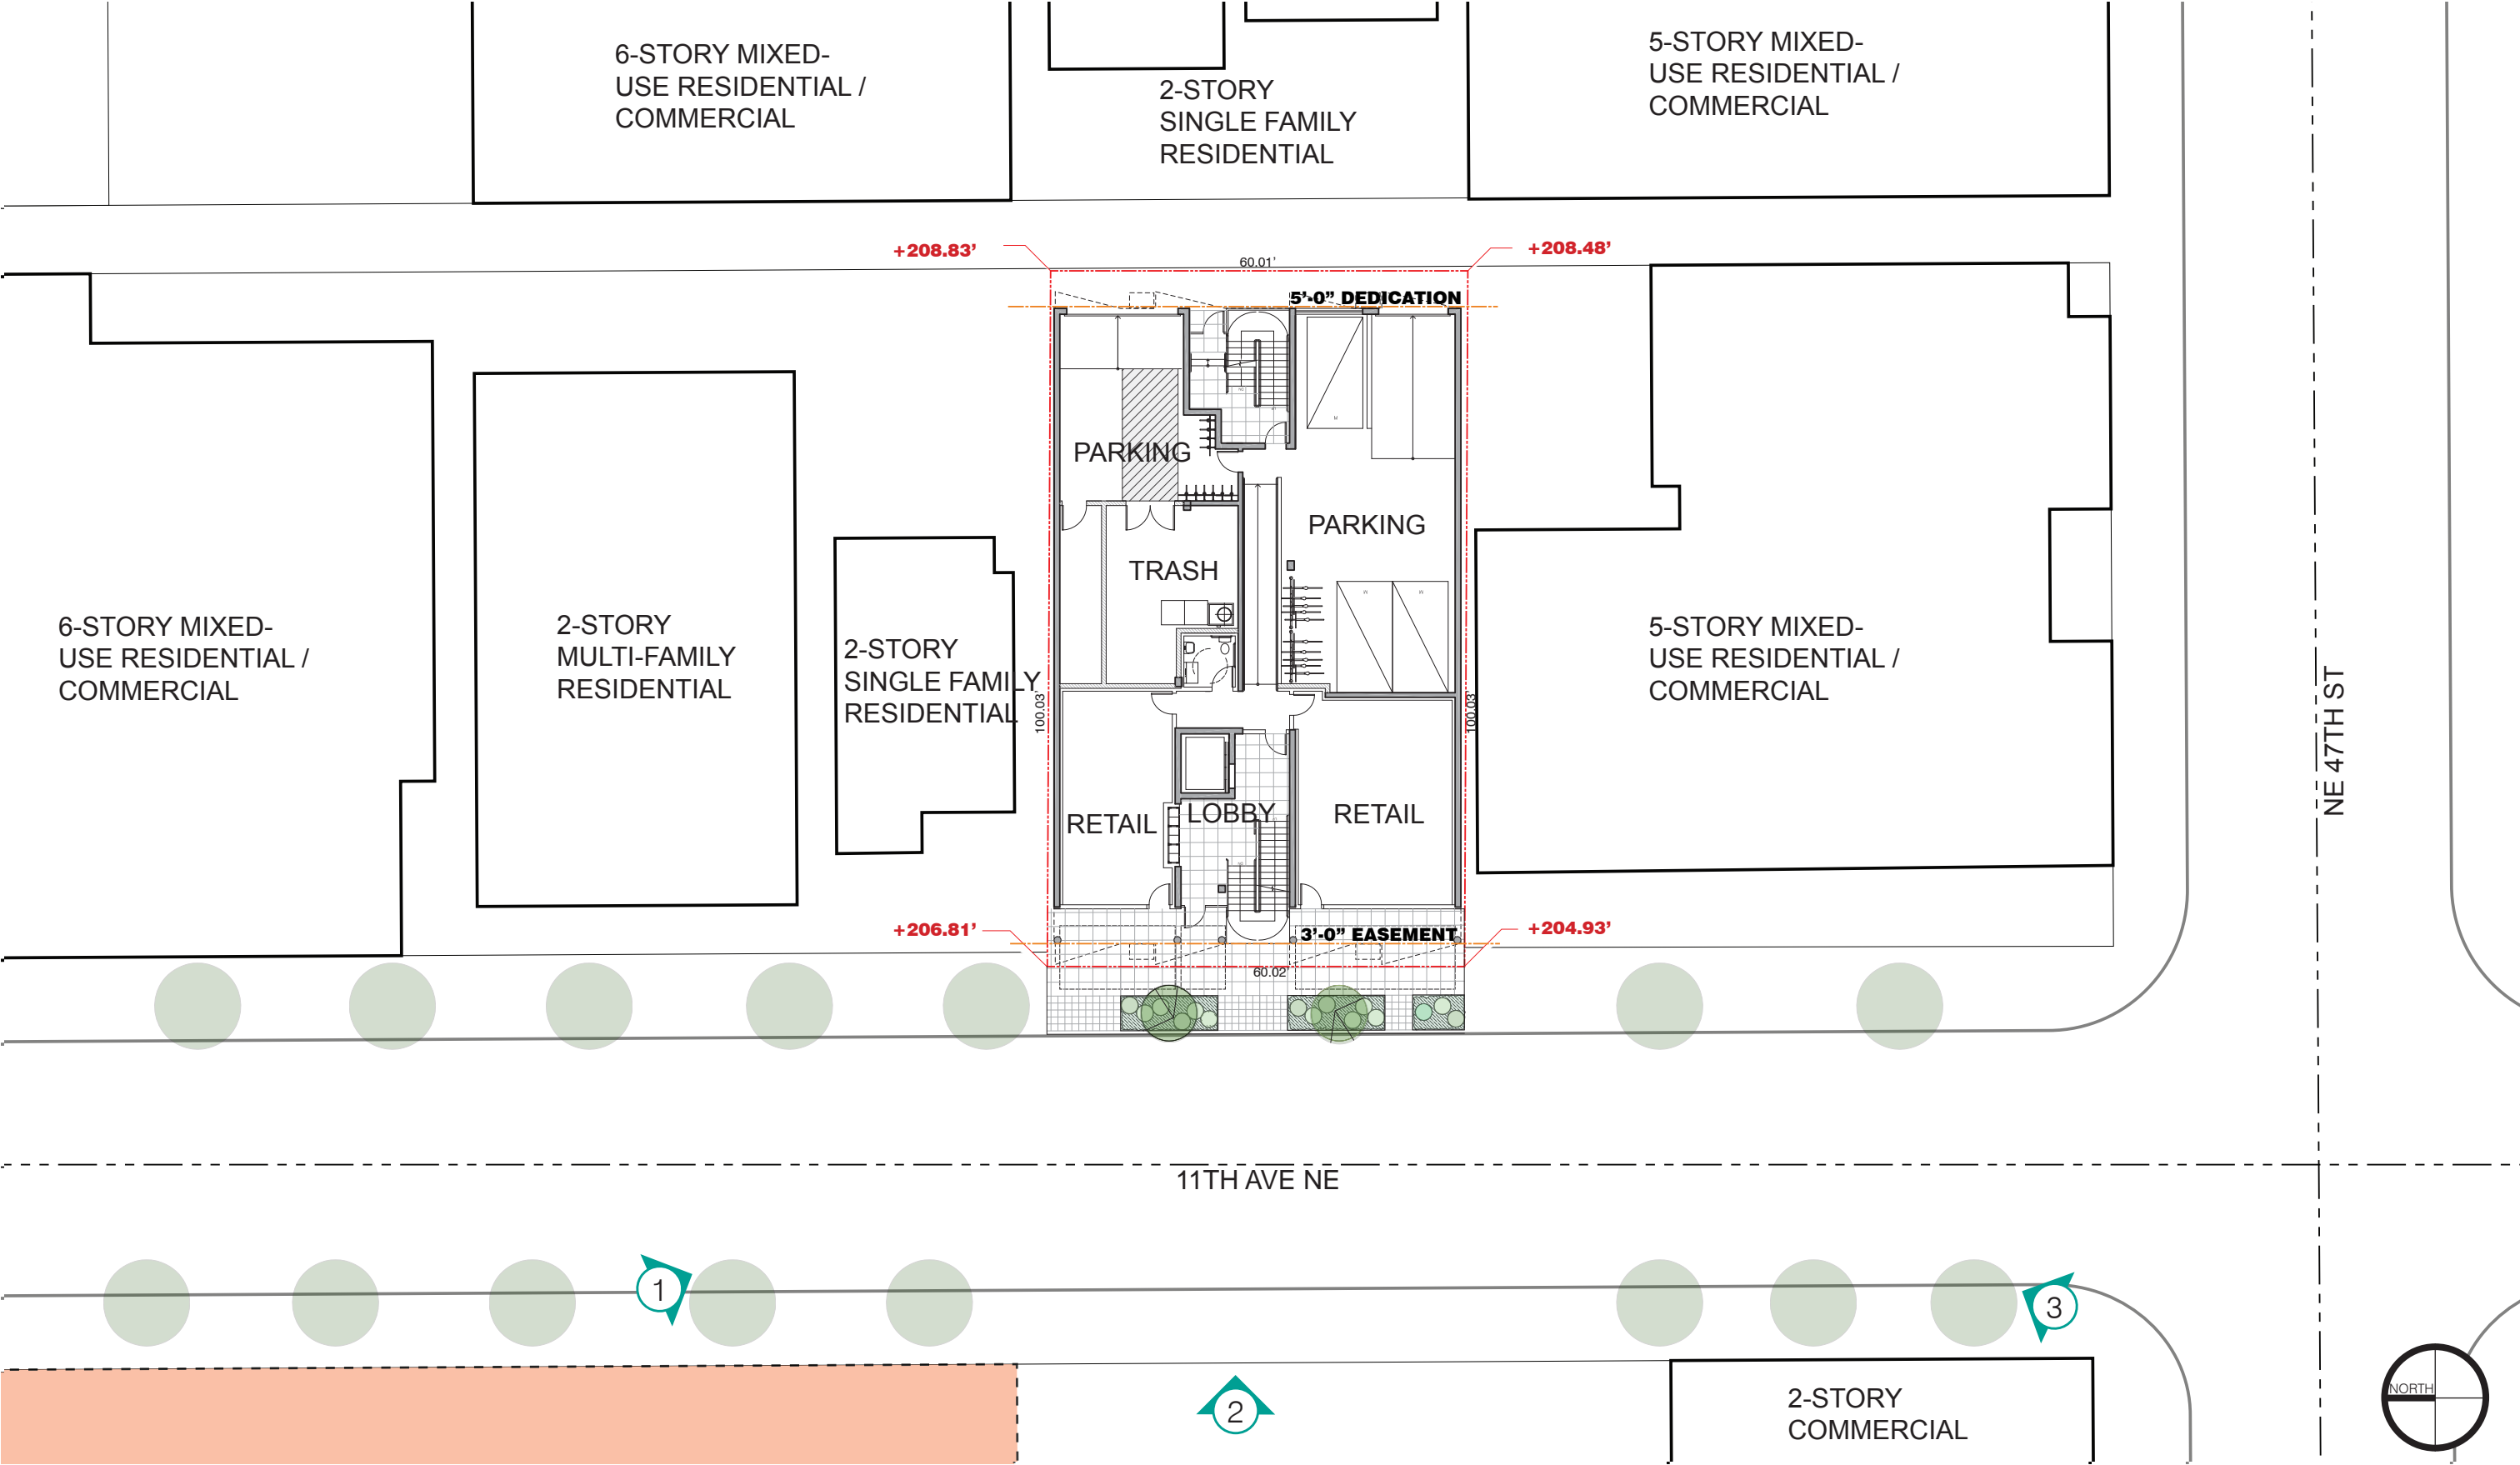 6-STORY MIXED-
USE RESIDENTIAL /
COMMERCIAL
2-STORY
SINGLE FAMILY
RESIDENTIAL
5-STORY MIXED-
USE RESIDENTIAL /
COMMERCIAL
+208.83’
60.01’
+208.48’
5’-0” DEDICATION
PARKING
PARKING
TRASH
6-STORY MIXED-
USE RESIDENTIAL /
COMMERCIAL
2-STORY
MULTI-FAMILY
RESIDENTIAL
2-STORY
SINGLE FAMILY
RESIDENTIAL
100.03’
100.03’
5-STORY MIXED-
USE RESIDENTIAL /
COMMERCIAL
NE 47TH ST
RETAIL
LOBBY
RETAIL
+206.81’
3’-0” EASEMENT
+204.93’
60.02’
11TH AVE NE
1
2
3
2-STORY
COMMERCIAL
NORTH